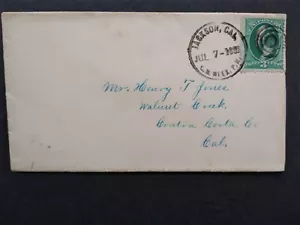 JACKSON, CAL.
JUL 7-
Mrs Henry T Jones
Walnut Creek,
Contra Costa Co
Cal.